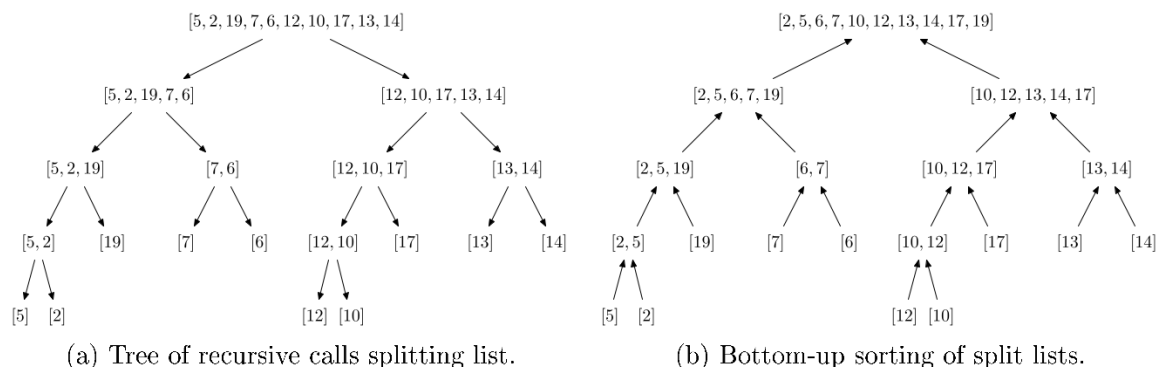 [5, 2, 19, 7, 6, 12, 10, 17, 13, 14]
[5, 2, 19, 7, 6]
[12, 10, 17, 13, 14]
[5, 2, 19]
[7, 6]
[12, 10, 17]
[13, 14]
[5, 2]
[19]
[7]
[6]
[12, 10]
[17]
[13]
[14]
[5]
[2]
[12]
[10]
(a) Tree of recursive calls splitting list.
[2, 5, 6, 7, 10, 12, 13, 14, 17, 19]
[2, 5, 6, 7, 19]
[10, 12, 13, 14, 17]
[2, 5, 19]
[6, 7]
[10, 12, 17]
[13, 14]
[2, 5]
[19]
[7]
[6]
[10, 12]
[17]
[13]
[14]
[5]
[2]
[12]
[10]
(b) Bottom-up sorting of split lists.